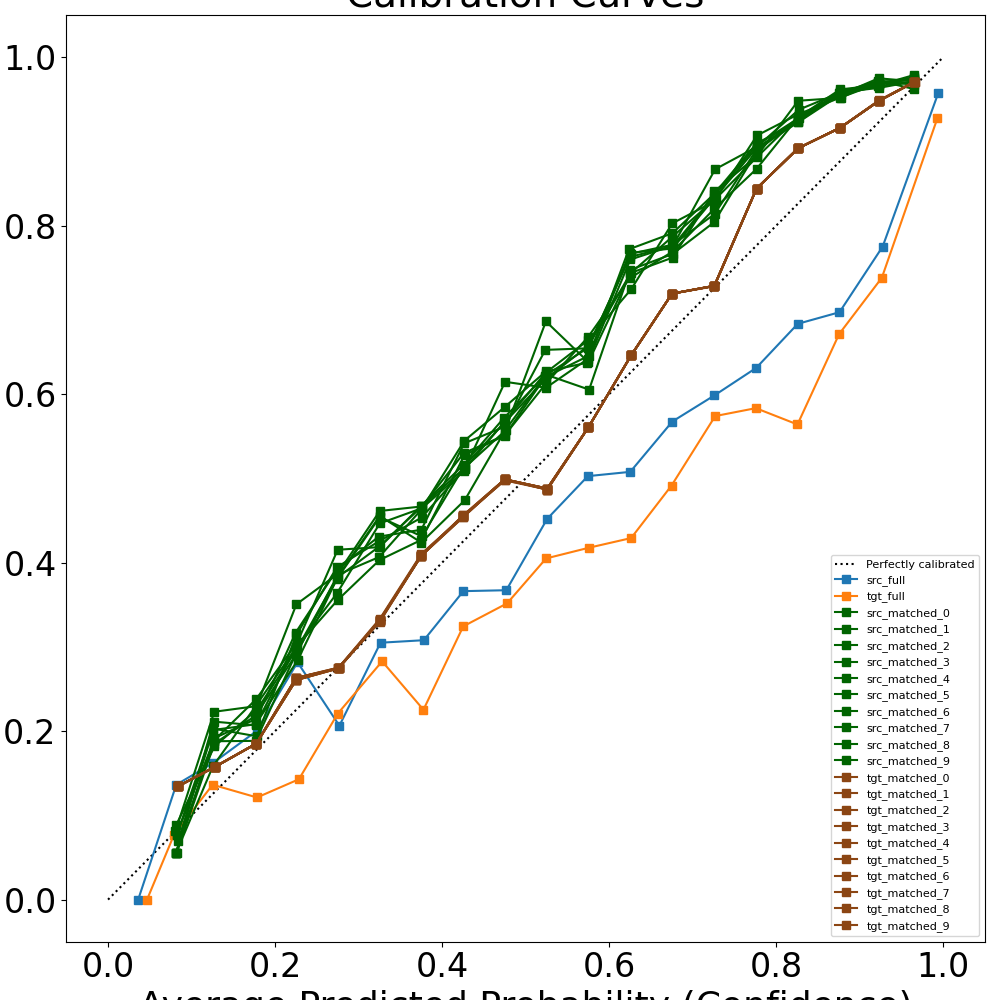 Calibration Curves
1.0
0.8
0.6
0.4
0.2
0.0
Perfectly calibrated
src_full
tgt_full
src_matched_0
src_matched_1
src_matched_2
src_matched_3
src_matched_4
src_matched_5
src_matched_6
src_matched_7
src_matched_8
src_matched_9
tgt_matched_0
tgt_matched_1
tgt_matched_2
tgt_matched_3
tgt_matched_4
tgt_matched_5
tgt_matched_6
tgt_matched_7
tgt_matched_8
tgt_matched_9
0.0 0.2 0.4 0.6 0.8 1.0
Average Predicted Probability (Confidence)